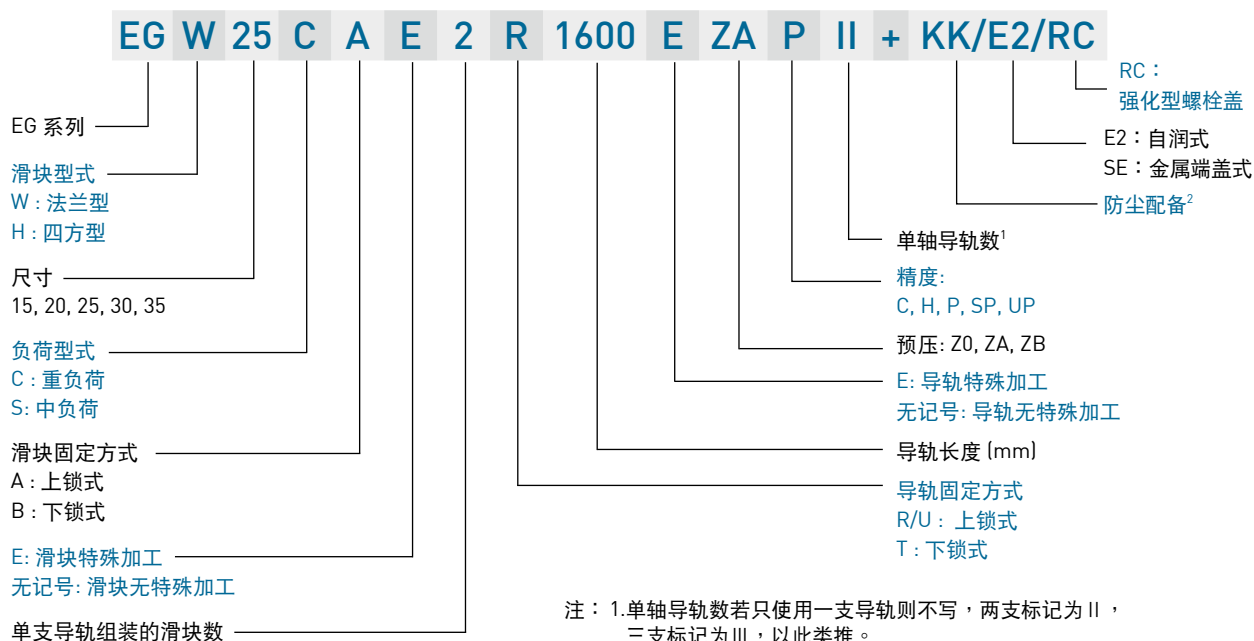 EG W 25 C A E 2 R 1600 E ZA P II + KK/E2/RC
EG 系列
滑块型式
W : 法兰型
H : 四方型
尺寸
15, 20, 25, 30, 35
负荷型式
C : 重负荷
S: 中负荷
滑块固定方式
A : 上锁式
B : 下锁式
E: 滑块特殊加工
无记号: 滑块无特殊加工
单支导轨组装的滑块数
RC：
强化型螺栓盖
E2：自润式
SE：金属端盖式
防尘配备²
单轴导轨数¹
精度:
C, H, P, SP, UP
预压: Z0, ZA, ZB
E: 导轨特殊加工
无记号: 导轨无特殊加工
导轨长度 (mm)
导轨固定方式
R/U : 上锁式
T : 下锁式
注： 1.单轴导轨数若只使用一支导轨则不写，两支标记为 II ，
三支标记为 III，以此类推。